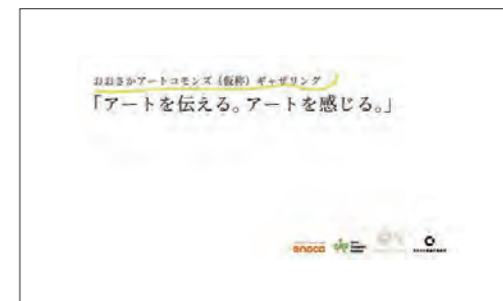 おおさかアートコモンズ（仮称）ギャザリング
「アートを伝える。アートを感じる。」
enoco